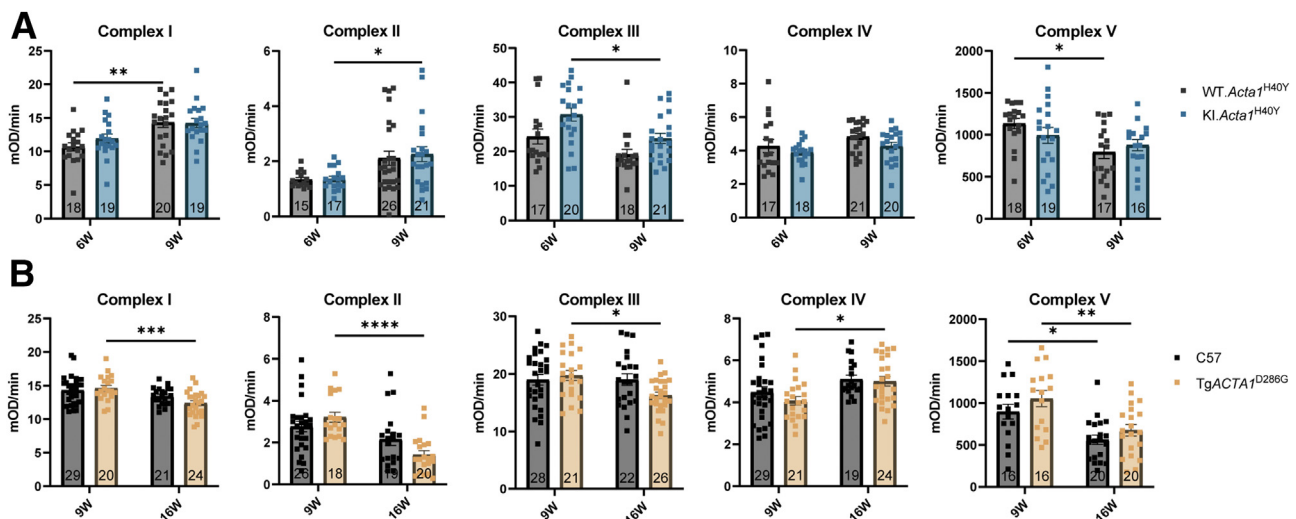 A
Complex I
Complex II
Complex III
Complex IV
Complex V
mOD/min
25
20
15
10
5
0
**
18
19
20
19
6W
9W
mOD/min
6
4
2
0
*
15
17
26
21
6W
9W
mOD/min
50
40
30
20
10
0
*
17
20
18
21
6W
9W
mOD/min
10
8
6
4
2
0
17
18
21
20
6W
9W
mOD/min
2000
1500
1000
500
0
*
18
19
17
16
6W
9W
WT.Acta1H40Y
KI.Acta1H40Y
B
Complex I
Complex II
Complex III
Complex IV
Complex V
mOD/min
25
20
15
10
5
0
***
29
20
21
24
9W
16W
mOD/min
8
6
4
2
0
****
18
20
9W
16W
mOD/min
30
20
10
0
*
28
21
22
26
9W
16W
mOD/min
8
6
4
2
0
*
29
21
19
24
9W
16W
mOD/min
2000
1500
1000
500
0
*
**
16
16
20
20
9W
16W
C57
TgACTA1D286G